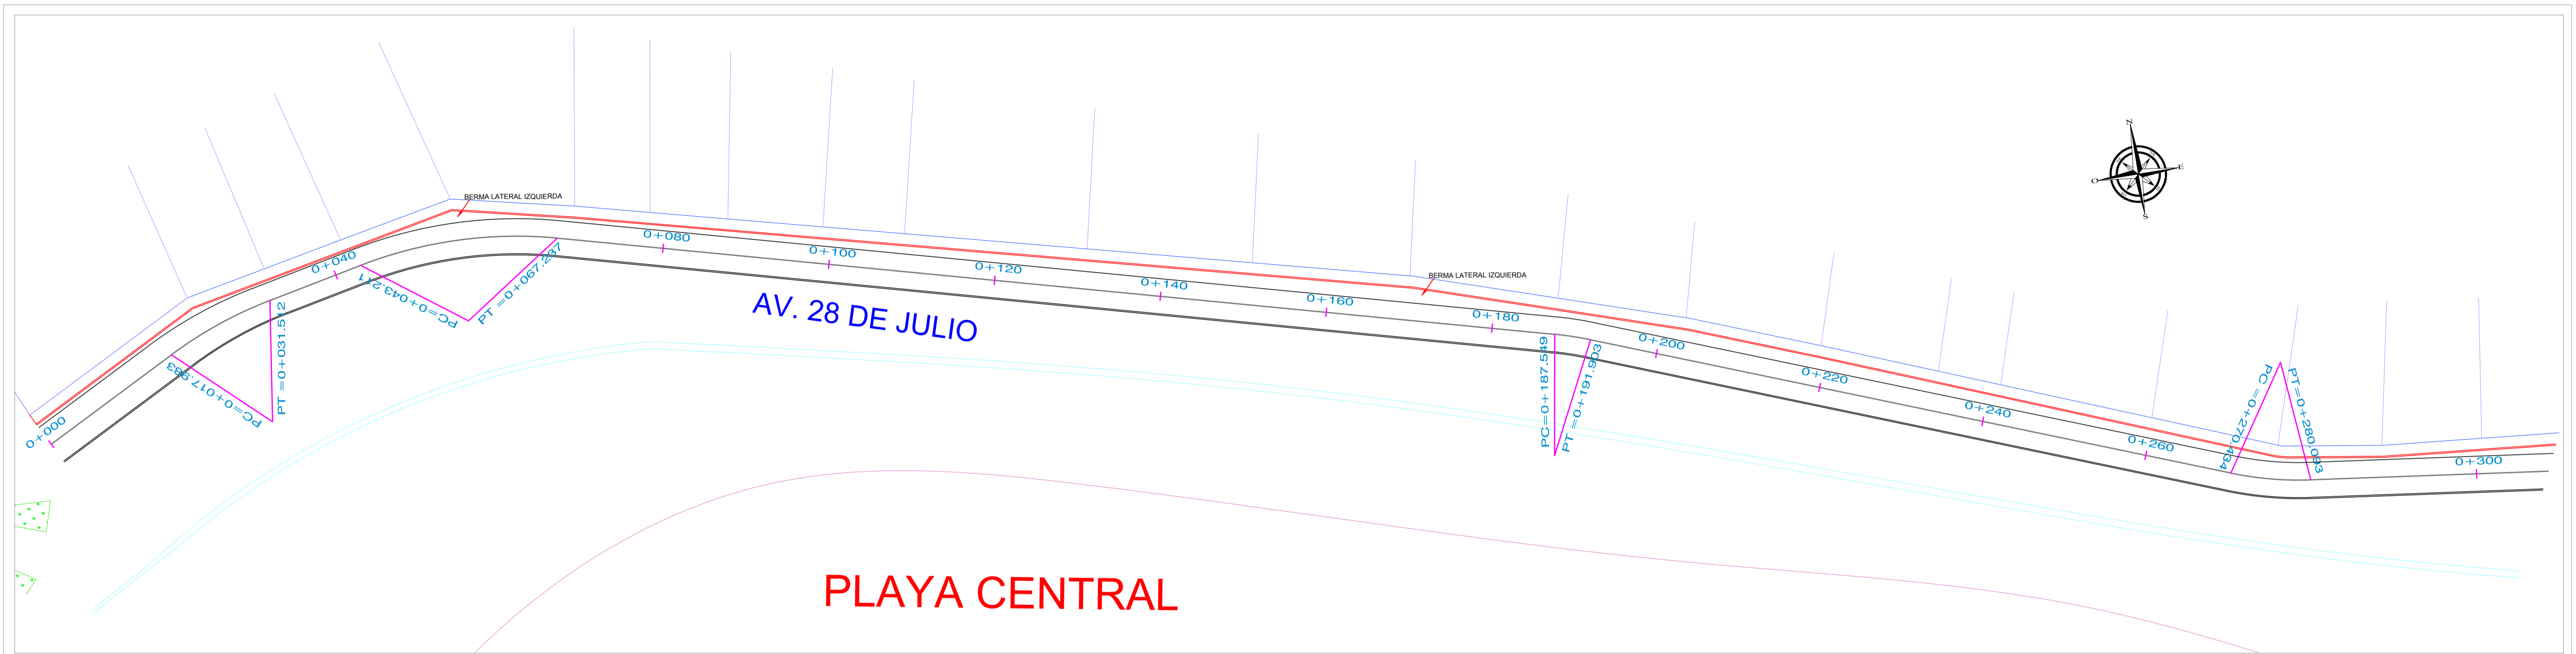 N
E
O
S
BERMA LATERAL IZQUIERDA
0+000
PC=0+017.983
PT =0+031.512
0+040
PC=0+043.271
PT =0+067.237
0+080
0+100
0+120
0+140
0+160
0+180
BERMA LATERAL IZQUIERDA
PC=0+187.549
PT =0+191.903
0+200
0+220
0+240
0+260
PC =0+270.434
PT=0+280.093
0+300
AV. 28 DE JULIO
PLAYA CENTRAL